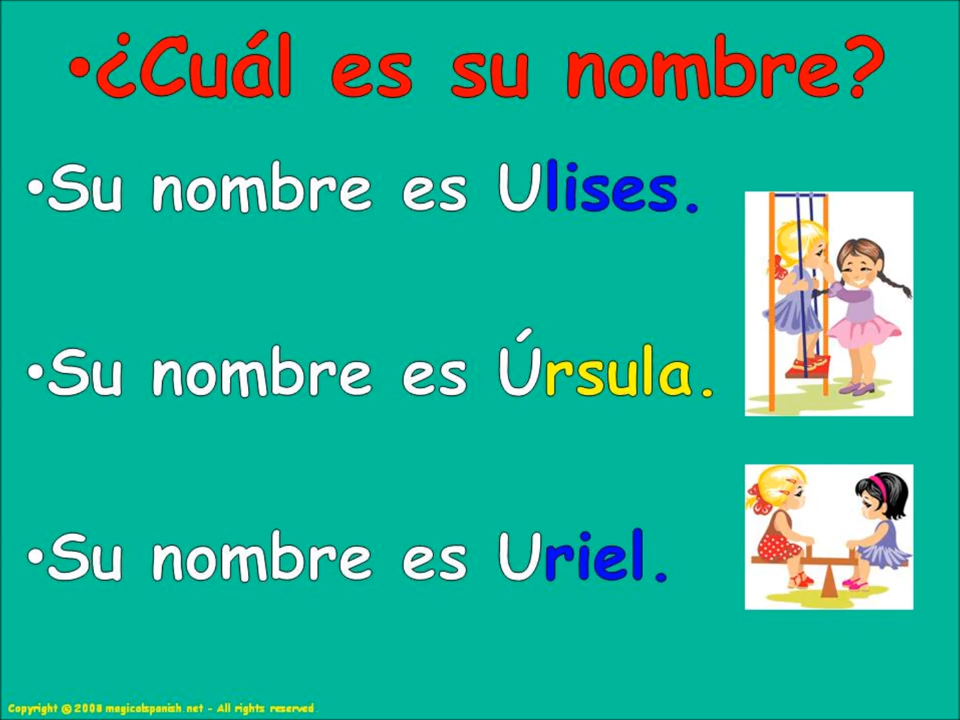 •¿Cuál es su nombre?
•Su nombre es Ulises.
•Su nombre es Úrsula.
•Su nombre es Uriel.
Copyright © 2008 magicalspanish.net - All rights reserved.